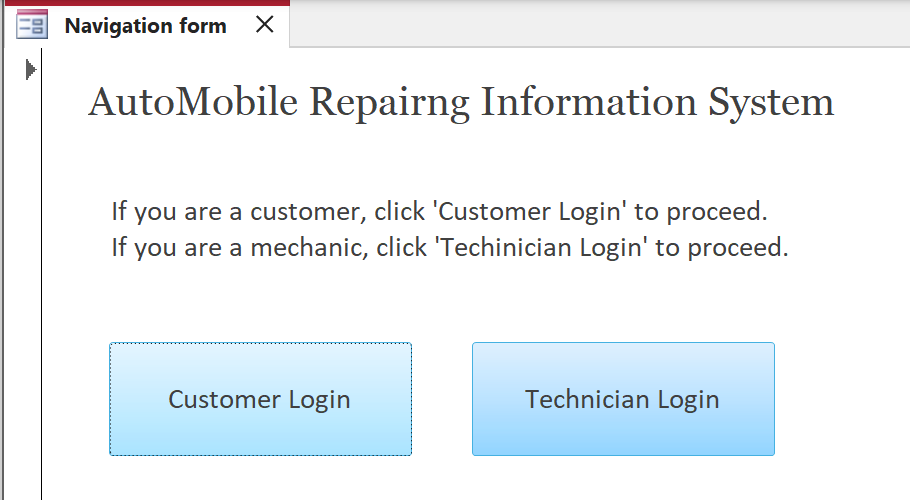 Navigation form
AutoMobile Repairng Information System
If you are a customer, click 'Customer Login' to proceed.
If you are a mechanic, click 'Techinician Login' to proceed.
Customer Login
Technician Login